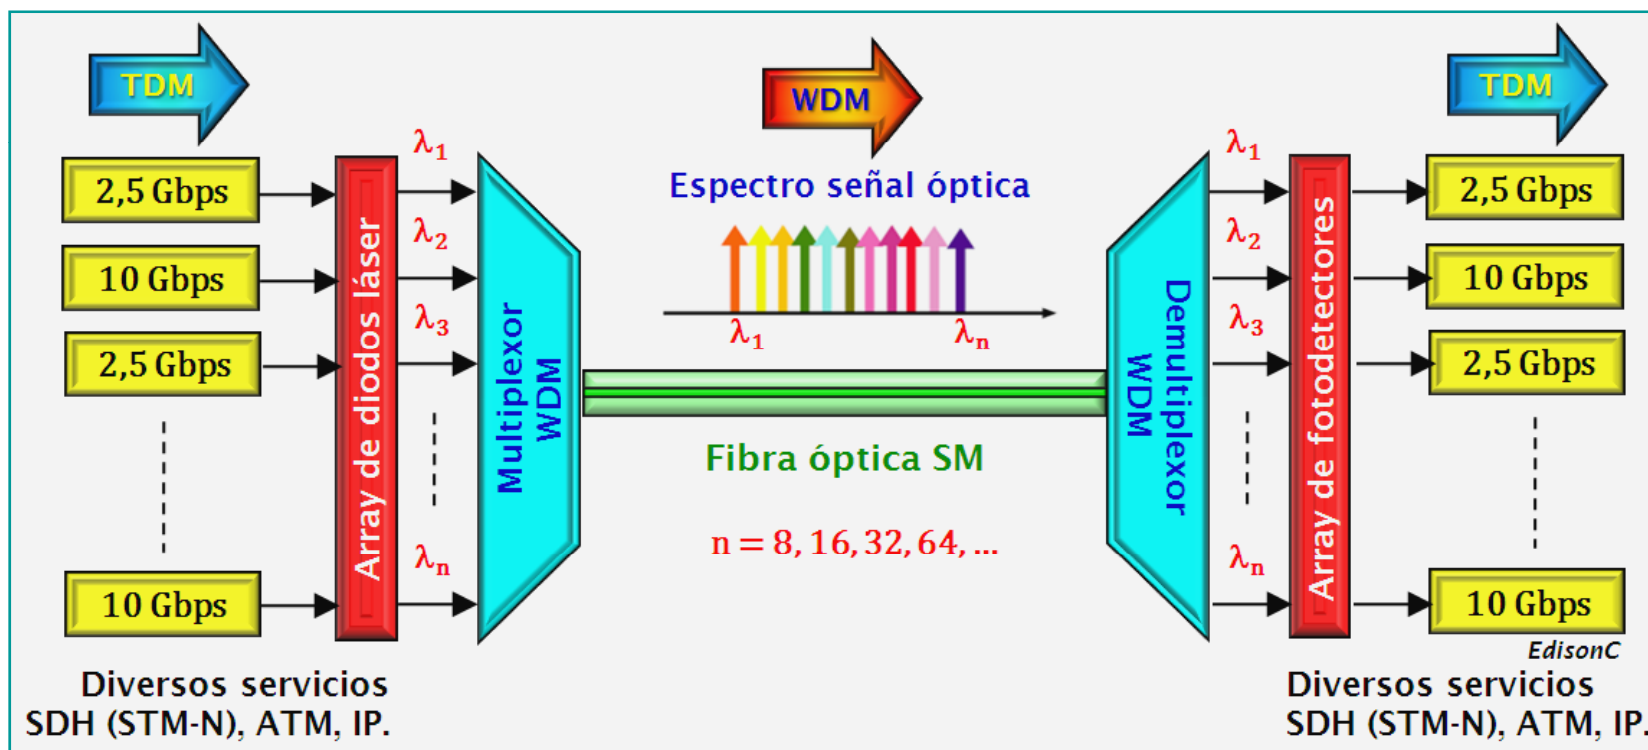 TDM
WDM
TDM
2,5 Gbps
10 Gbps
2,5 Gbps
10 Gbps
Array de diodos láser
λ1
λ2
λ3
λn
Multiplexor
WDM
Espectro señal óptica
λ1
λn
Fibra óptica SM
n = 8, 16, 32, 64, ...
Demultiplexor
WDM
λ1
λ2
λ3
λn
Array de fotodetectores
2,5 Gbps
10 Gbps
2,5 Gbps
10 Gbps
EdisonC
Diversos servicios
SDH (STM-N), ATM, IP.
Diversos servicios
SDH (STM-N), ATM, IP.